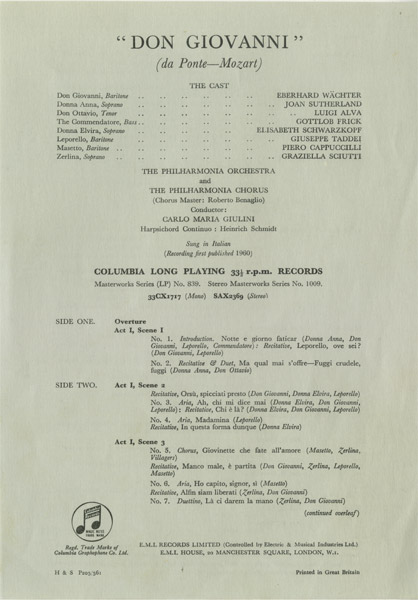 “ DON GIOVANNI ”
(da Ponte—Mozart)
THE CAST
Don Giovanni, Baritone .. .. .. .. .. EBERHARD WÄCHTER
Donna Anna, Soprano .. .. .. .. .. JOAN SUTHERLAND
Don Ottavio, Tenor .. .. .. .. .. .. LUIGI ALVA
The Commendatore, Bass .. .. .. .. .. GOTTLOB FRICK
Donna Elvira, Soprano .. .. .. .. ELISABETH SCHWARZKOPF
Leporello, Baritone .. .. .. .. .. GIUSEPPE TADDEI
Masetto, Baritone .. .. .. .. .. PIERO CAPPUCCILLI
Zerlina, Soprano .. .. .. .. .. GRAZIELLA SCIUTTI
THE PHILHARMONIA ORCHESTRA
and
THE PHILHARMONIA CHORUS
(Chorus Master: Roberto Benaglio)
Conductor:
CARLO MARIA GIULINI
Harpsichord Continuo : Heinrich Schmidt
Sung in Italian
(Recording first published 1960)
COLUMBIA LONG PLAYING 33⅓ r.p.m. RECORDS
Masterworks Series (LP) No. 839. Stereo Masterworks Series No. 1009.
33CX1717 (Mono) SAX2369 (Stereo)
SIDE ONE. Overture
Act I, Scene 1
No. 1. Introduction. Notte e giorno faticar (Donna Anna, Don
Giovanni, Leporello, Commendatore): Recitative, Leporello, ove sei?
(Don Giovanni, Leporello)
No. 2. Recitative & Duet, Ma qual mai s'offre—Fuggi crudele,
fuggi (Donna Anna, Don Ottavio)
SIDE TWO. Act I, Scene 2
Recitative, Orsù, spicciati presto (Don Giovanni, Donna Elvira, Leporello)
No. 3. Aria, Ah, chi mi dice mai (Donna Elvira, Don Giovanni,
Leporello) : Recitative, Chi è là? (Donna Elvira, Don Giovanni, Leporello)
No. 4. Aria, Madamina (Leporello)
Recitative, In questa forma dunque (Donna Elvira)
Act I, Scene 3
No. 5. Chorus, Giovinette che fate all'amore (Masetto, Zerlina,
Villagers)
Recitative, Manco male, è partita (Don Giovanni, Zerlina, Leporello,
Masetto)
No. 6. Aria, Ho capito, signor, sì (Masetto)
Recitative, Alfin siam liberati (Zerlina, Don Giovanni)
No. 7. Duettino, Là ci darem la mano (Zerlina, Don Giovanni)
(continued overleaf)
Regd. Trade Marks of
Columbia Graphophone Co. Ltd.
E.M.I. RECORDS LIMITED (Controlled by Electric & Musical Industries Ltd.)
E.M.I. HOUSE, 20 MANCHESTER SQUARE, LONDON, W.1.
H & S
Printed in Great Britain